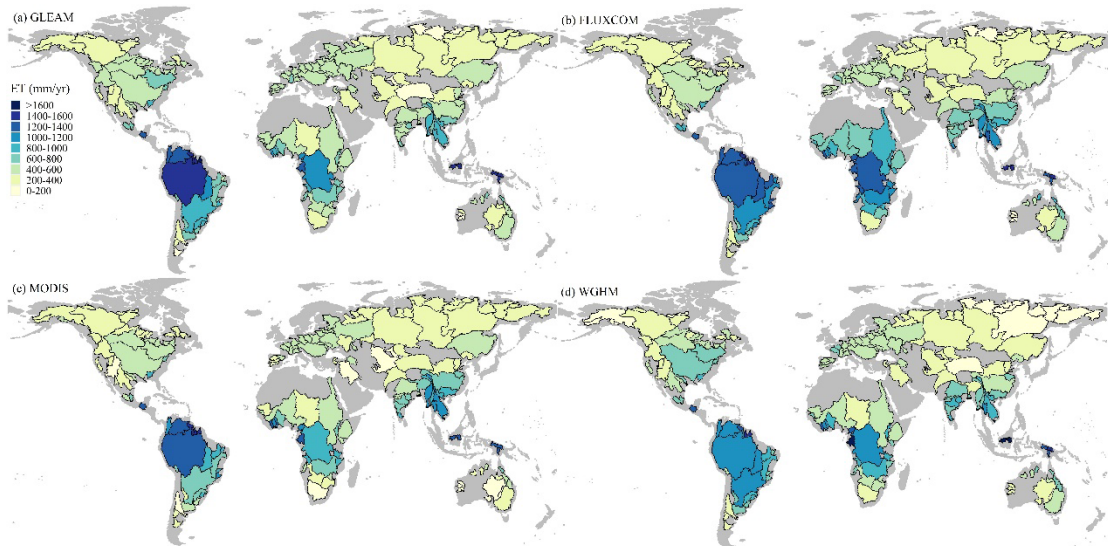 (a) GLEAM
(b) FLUXCOM
ET (mm/yr)
>1600
1400-1600
1200-1400
1000-1200
800-1000
600-800
400-600
200-400
0-200
(c) MODIS
(d) WGHM